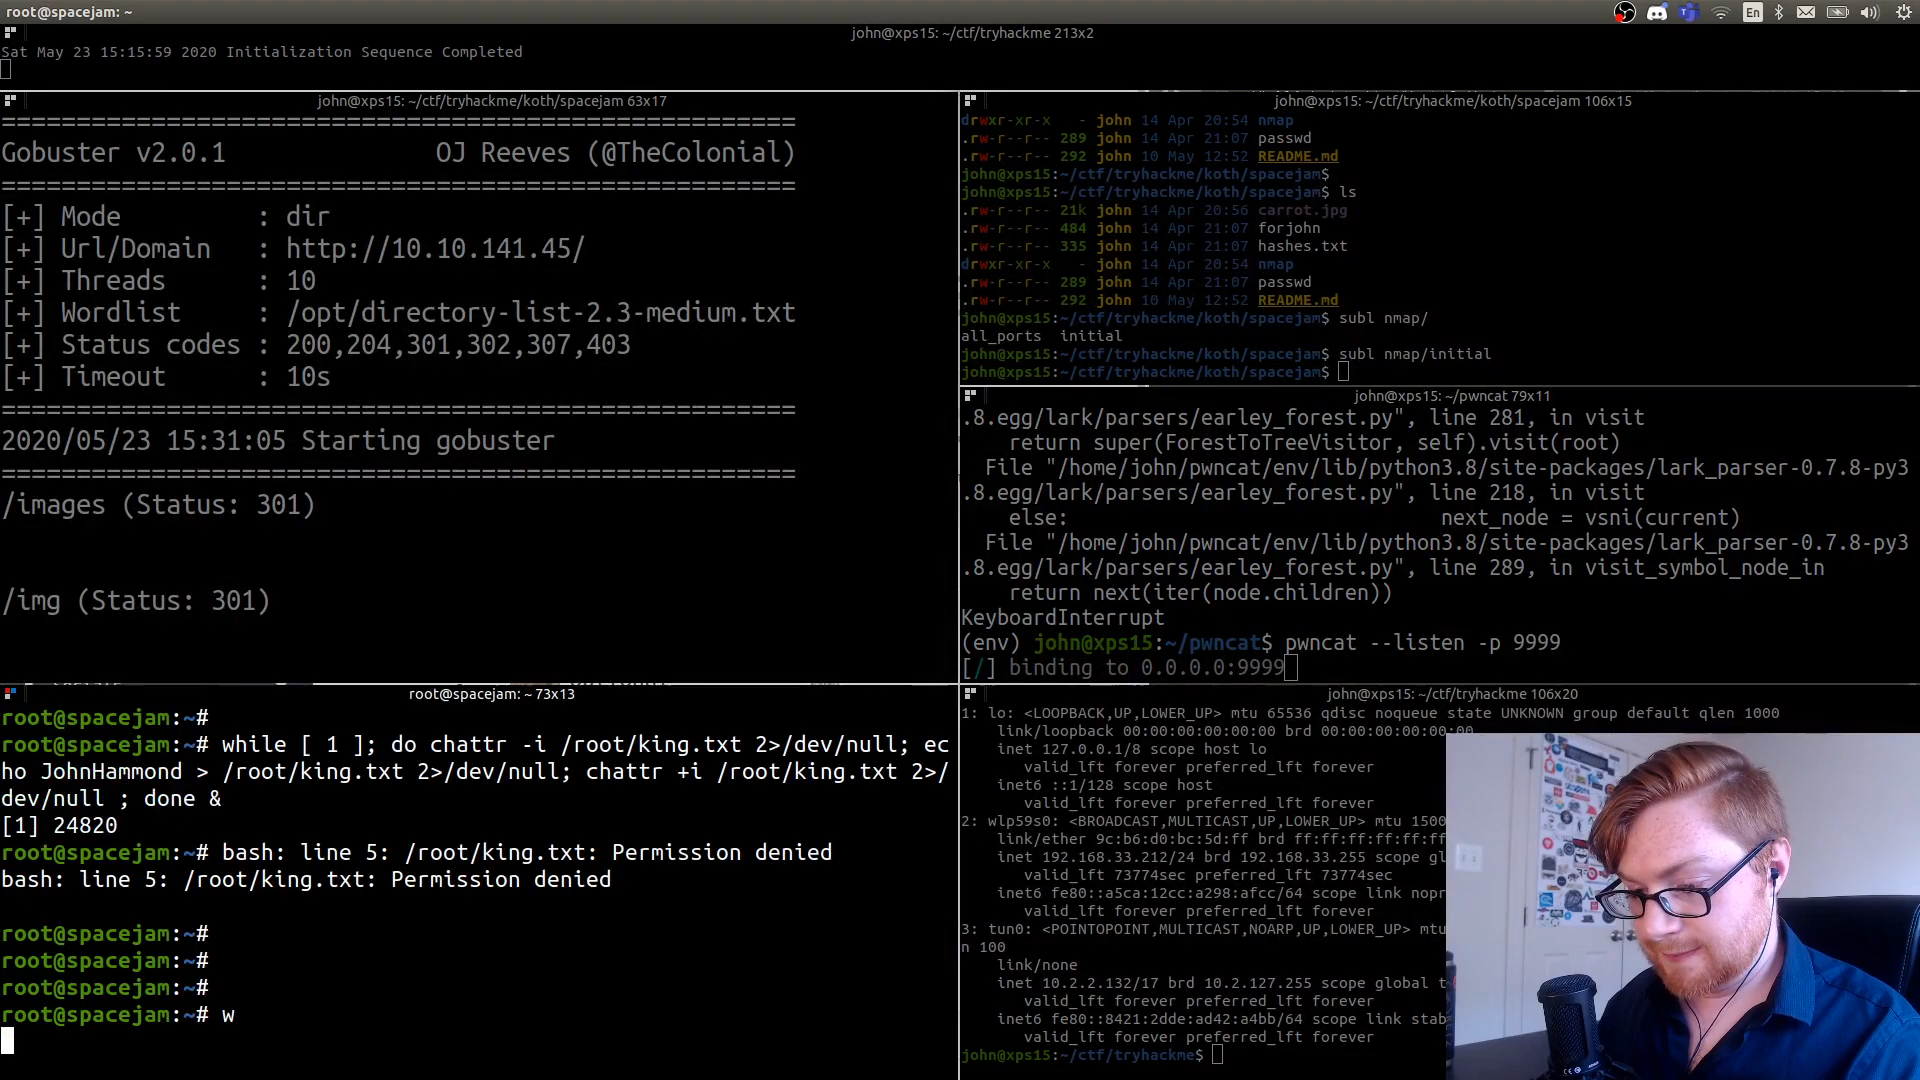 root@spacejam: ~
En
john@xps15: ~/ctf/tryhackme 213x2
Sat May 23 15:15:59 2020 Initialization Sequence Completed
john@xps15: ~/ctf/tryhackme/koth/spacejam 63x17
=====================================================
Gobuster v2.0.1              OJ Reeves (@TheColonial)
=====================================================
[+] Mode         : dir
[+] Url/Domain   : http://10.10.141.45/
[+] Threads      : 10
[+] Wordlist     : /opt/directory-list-2.3-medium.txt
[+] Status codes : 200,204,301,302,307,403
[+] Timeout      : 10s
=====================================================
2020/05/23 15:31:05 Starting gobuster
=====================================================
/images (Status: 301)
/img (Status: 301)
john@xps15: ~/ctf/tryhackme/koth/spacejam 106x15
drwxr-xr-x   - john 14 Apr 20:54 nmap
.rw-r--r-- 289 john 14 Apr 21:07 passwd
.rw-r--r-- 292 john 10 May 12:52 README.md
john@xps15:~/ctf/tryhackme/koth/spacejam$
john@xps15:~/ctf/tryhackme/koth/spacejam$ ls
.rw-r--r-- 21k john 14 Apr 20:56 carrot.jpg
.rw-r--r-- 484 john 14 Apr 21:07 forjohn
.rw-r--r-- 335 john 14 Apr 21:07 hashes.txt
drwxr-xr-x   - john 14 Apr 20:54 nmap
.rw-r--r-- 289 john 14 Apr 21:07 passwd
.rw-r--r-- 292 john 10 May 12:52 README.md
john@xps15:~/ctf/tryhackme/koth/spacejam$ subl nmap/
all_ports  initial
john@xps15:~/ctf/tryhackme/koth/spacejam$ subl nmap/initial
john@xps15:~/ctf/tryhackme/koth/spacejam$
john@xps15: ~/pwncat 79x11
.8.egg/lark/parsers/earley_forest.py", line 281, in visit
    return super(ForestToTreeVisitor, self).visit(root)
  File "/home/john/pwncat/env/lib/python3.8/site-packages/lark_parser-0.7.8-py3
.8.egg/lark/parsers/earley_forest.py", line 218, in visit
    else:                               next_node = vsni(current)
  File "/home/john/pwncat/env/lib/python3.8/site-packages/lark_parser-0.7.8-py3
.8.egg/lark/parsers/earley_forest.py", line 289, in visit_symbol_node_in
    return next(iter(node.children))
KeyboardInterrupt
(env) john@xps15:~/pwncat$ pwncat --listen -p 9999
[/] binding to 0.0.0.0:9999
root@spacejam: ~ 73x13
root@spacejam:~#
root@spacejam:~# while [ 1 ]; do chattr -i /root/king.txt 2>/dev/null; ec
ho JohnHammond > /root/king.txt 2>/dev/null; chattr +i /root/king.txt 2>/
dev/null ; done &
[1] 24820
root@spacejam:~# bash: line 5: /root/king.txt: Permission denied
bash: line 5: /root/king.txt: Permission denied
root@spacejam:~#
root@spacejam:~#
root@spacejam:~#
root@spacejam:~# w
john@xps15: ~/ctf/tryhackme 106x20
1: lo: <LOOPBACK,UP,LOWER_UP> mtu 65536 qdisc noqueue state UNKNOWN group default qlen 1000
    link/loopback 00:00:00:00:00:00 brd 00:00:00:00:00:00
    inet 127.0.0.1/8 scope host lo
       valid_lft forever preferred_lft forever
    inet6 ::1/128 scope host
       valid_lft forever preferred_lft forever
2: wlp59s0: <BROADCAST,MULTICAST,UP,LOWER_UP> mtu 1500
    link/ether 9c:b6:d0:bc:5d:ff brd ff:ff:ff:ff:ff:ff
    inet 192.168.33.212/24 brd 192.168.33.255 scope gl
       valid_lft 73774sec preferred_lft 73774sec
    inet6 fe80::a5ca:12cc:a298:afcc/64 scope link nopr
       valid_lft forever preferred_lft forever
3: tun0: <POINTOPOINT,MULTICAST,NOARP,UP,LOWER_UP> mtu
n 100
    link/none
    inet 10.2.2.132/17 brd 10.2.127.255 scope global t
       valid_lft forever preferred_lft forever
    inet6 fe80::8421:2dde:ad42:a4bb/64 scope link stab
       valid_lft forever preferred_lft forever
john@xps15:~/ctf/tryhackme$